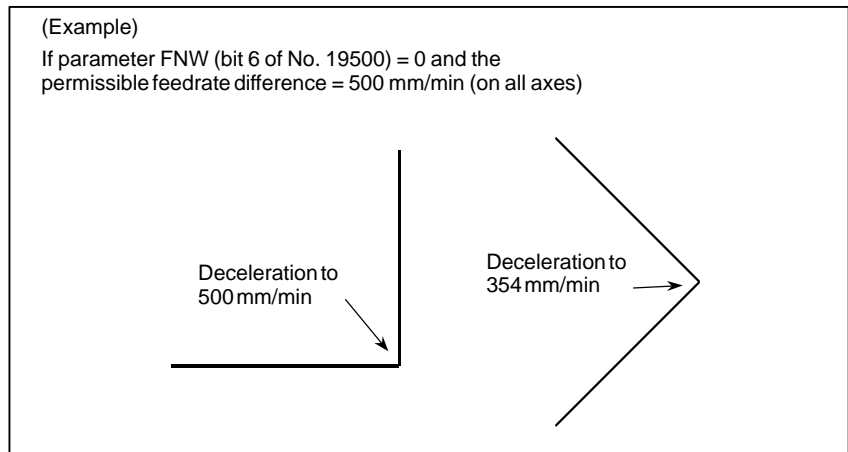 (Example)
If parameter FNW (bit 6 of No. 19500) = 0 and the
permissible feedrate difference = 500 mm/min (on all axes)
Deceleration to
500 mm/min
Deceleration to
354 mm/min